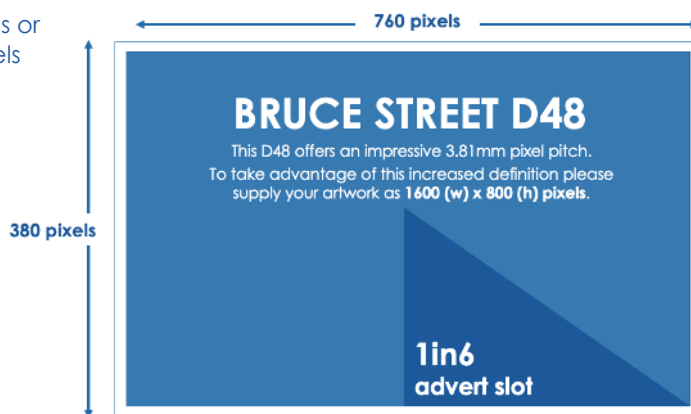 760 pixels
BRUCE STREET D48
This D48 offers an impressive 3.81mm pixel pitch.
To take advantage of this increased definition please
supply your artwork as 1600 (w) x 800 (h) pixels.
380 pixels
1in6
advert slot
or